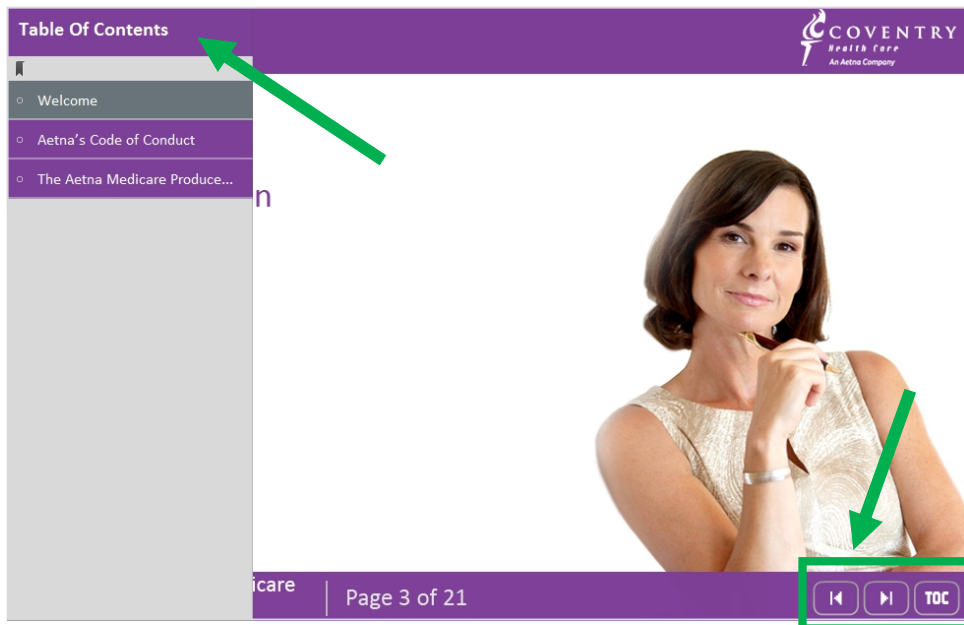 Table Of Contents
COVENTRY
Health Care
An Aetna Company
Welcome
Aetna's Code of Conduct
The Aetna Medicare Produce...
n
icare
Page 3 of 21
TOC